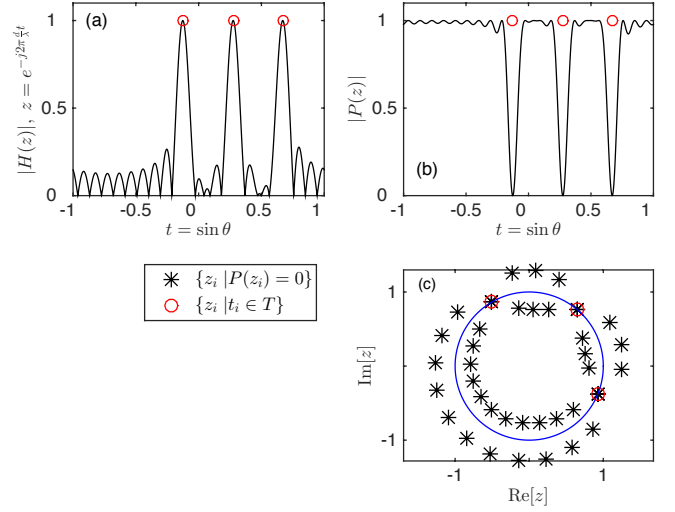 (a)
|H(z)|, z = e^{-j2π\frac{d}{λ}t}
1
0.5
0
-1 -0.5 0 0.5 1
t = sin θ
(b)
|P(z)|
1
0.5
0
-1 -0.5 0 0.5 1
t = sin θ
{z_i | P(z_i) = 0}
{z_i | t_i ∈ T}
(c)
Im[z]
1
-1
-1 1
Re[z]